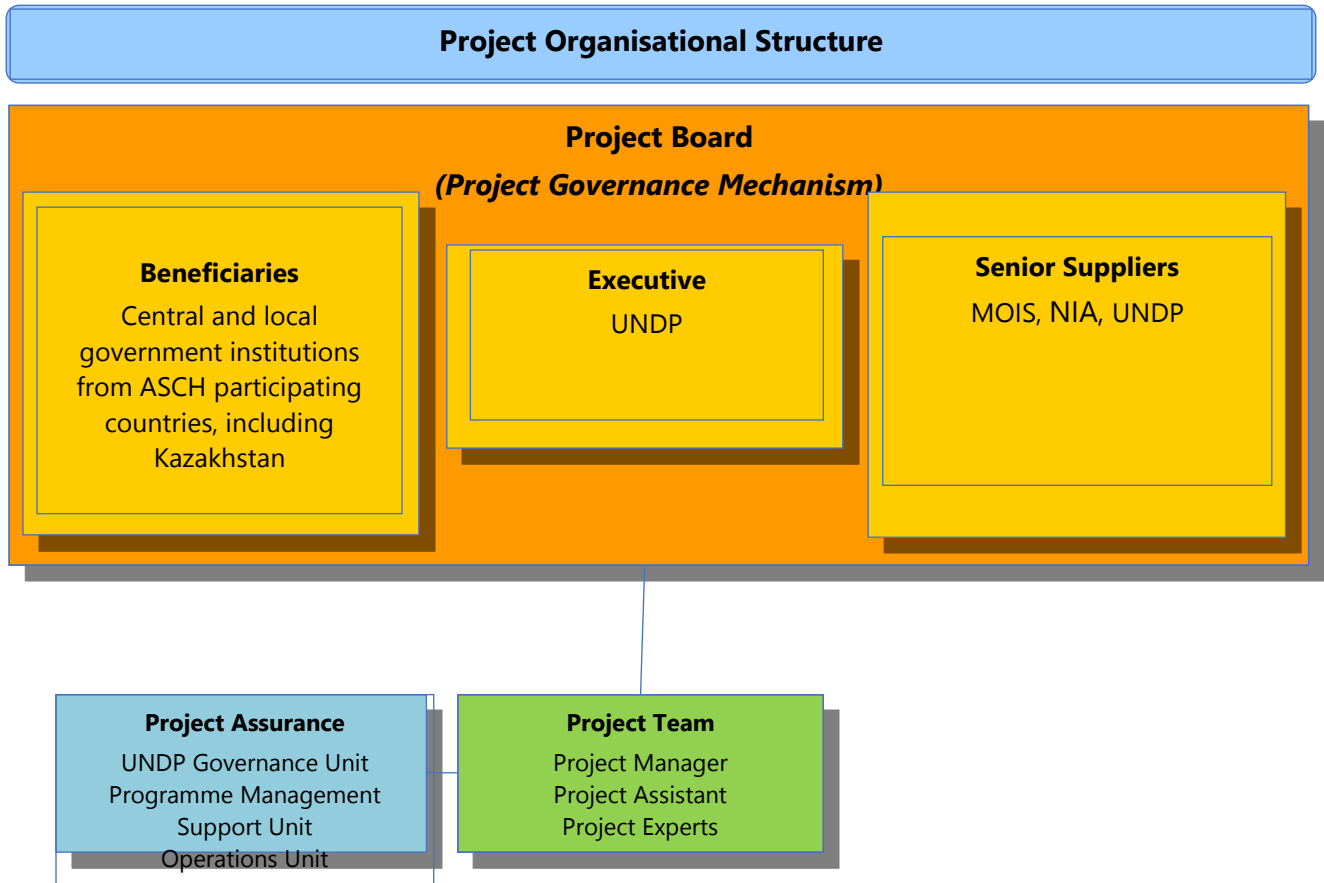 Project Organisational Structure
Project Board
(Project Governance Mechanism)
Beneficiaries
Central and local
government institutions
from ASCH participating
countries, including
Kazakhstan
Executive
UNDP
Senior Suppliers
MOIS, NIA, UNDP
Project Assurance
UNDP Governance Unit
Programme Management
Support Unit
Operations Unit
Project Team
Project Manager
Project Assistant
Project Experts